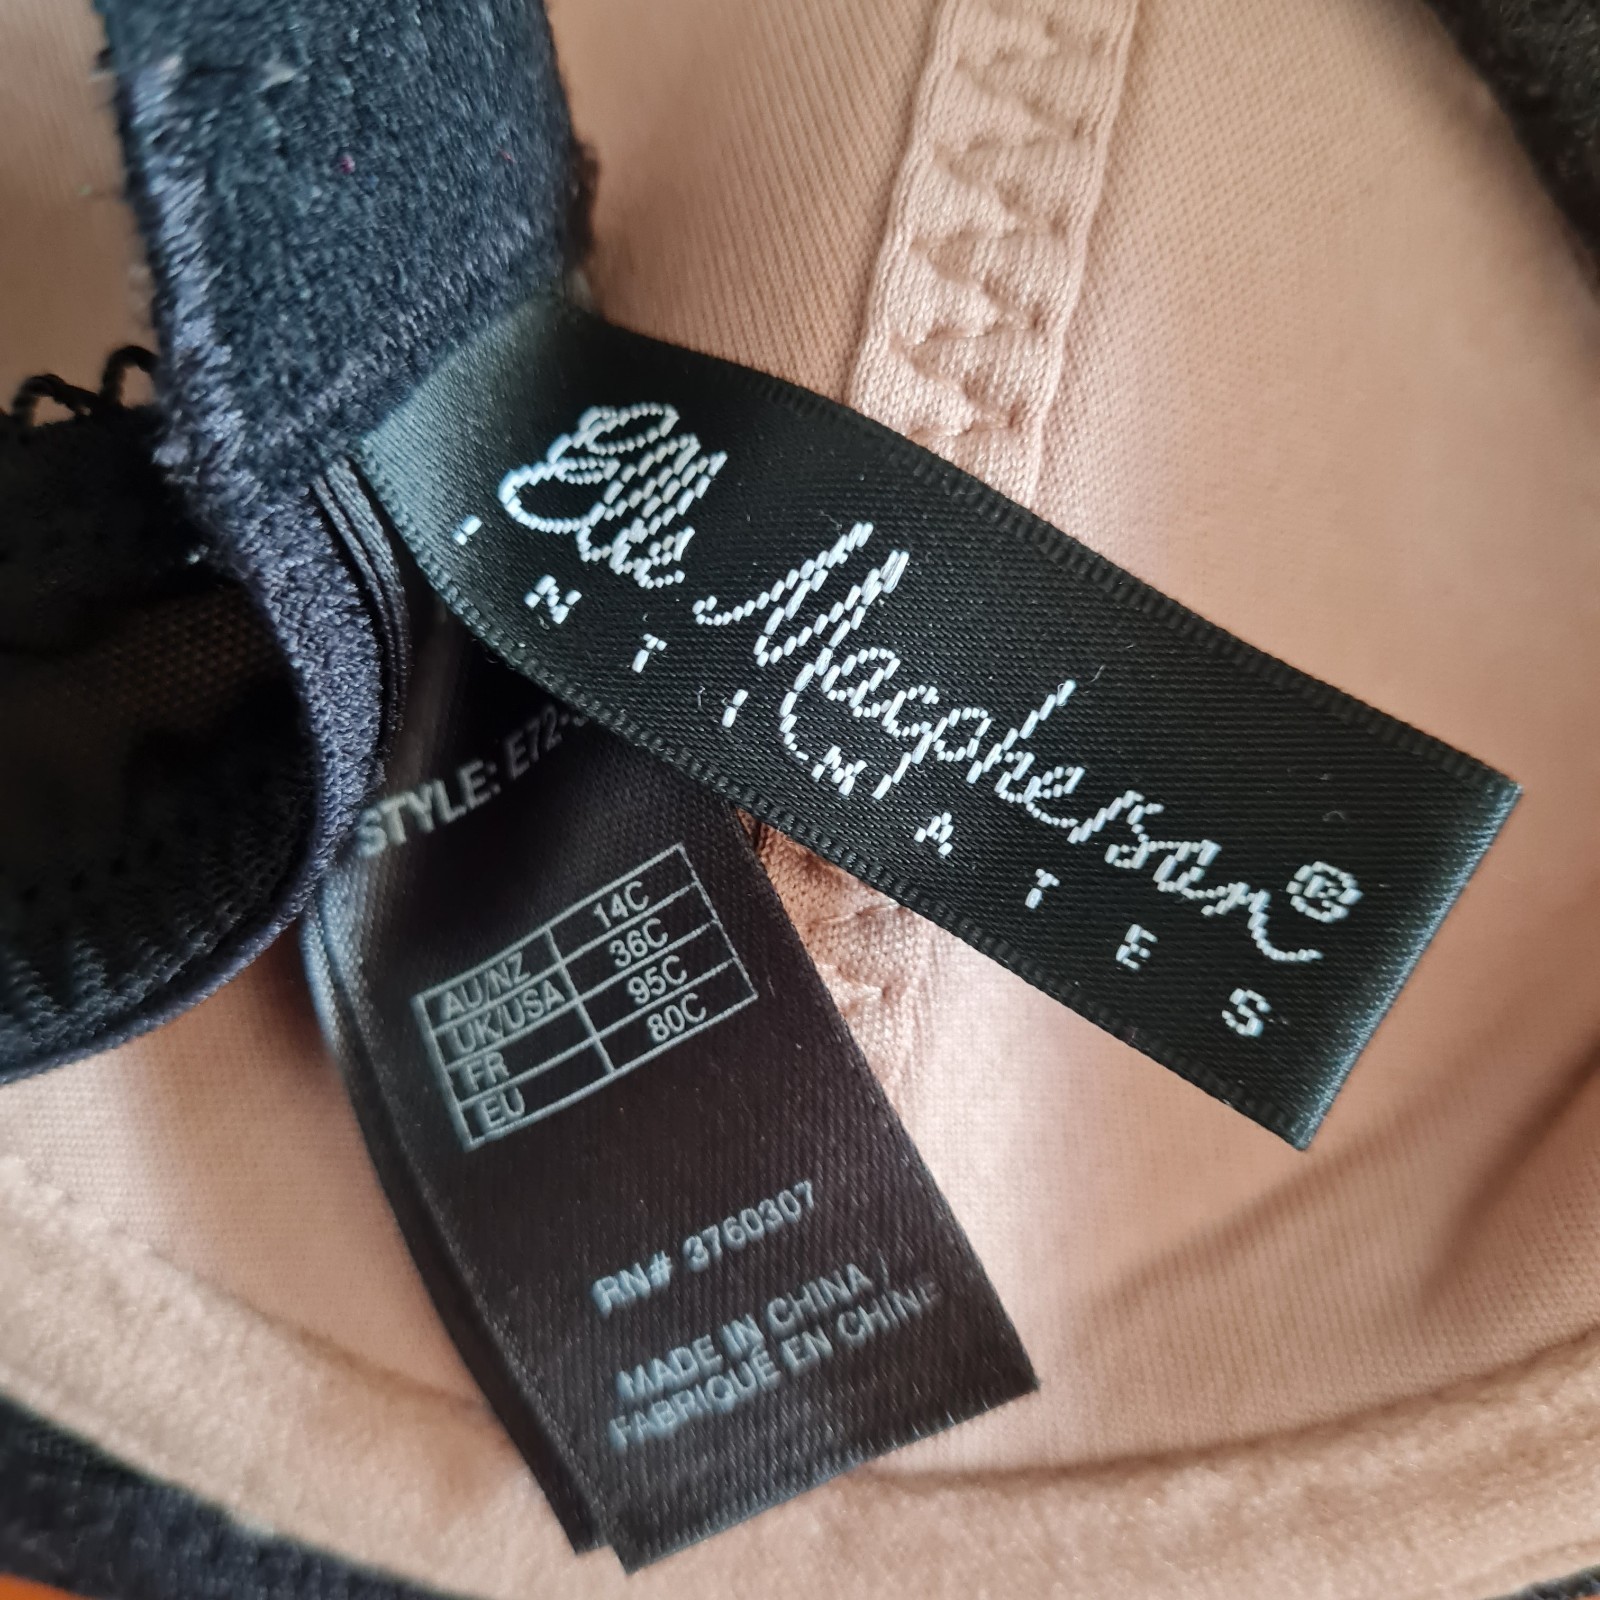 Elle Macpherson®
INTIMATES
STYLE: E72-
AU/NZ 14C
UK/USA 36C
FR 95C
EU 80C
RN# 3760307
MADE IN CHINA /
FABRIQUÉ EN CHINE